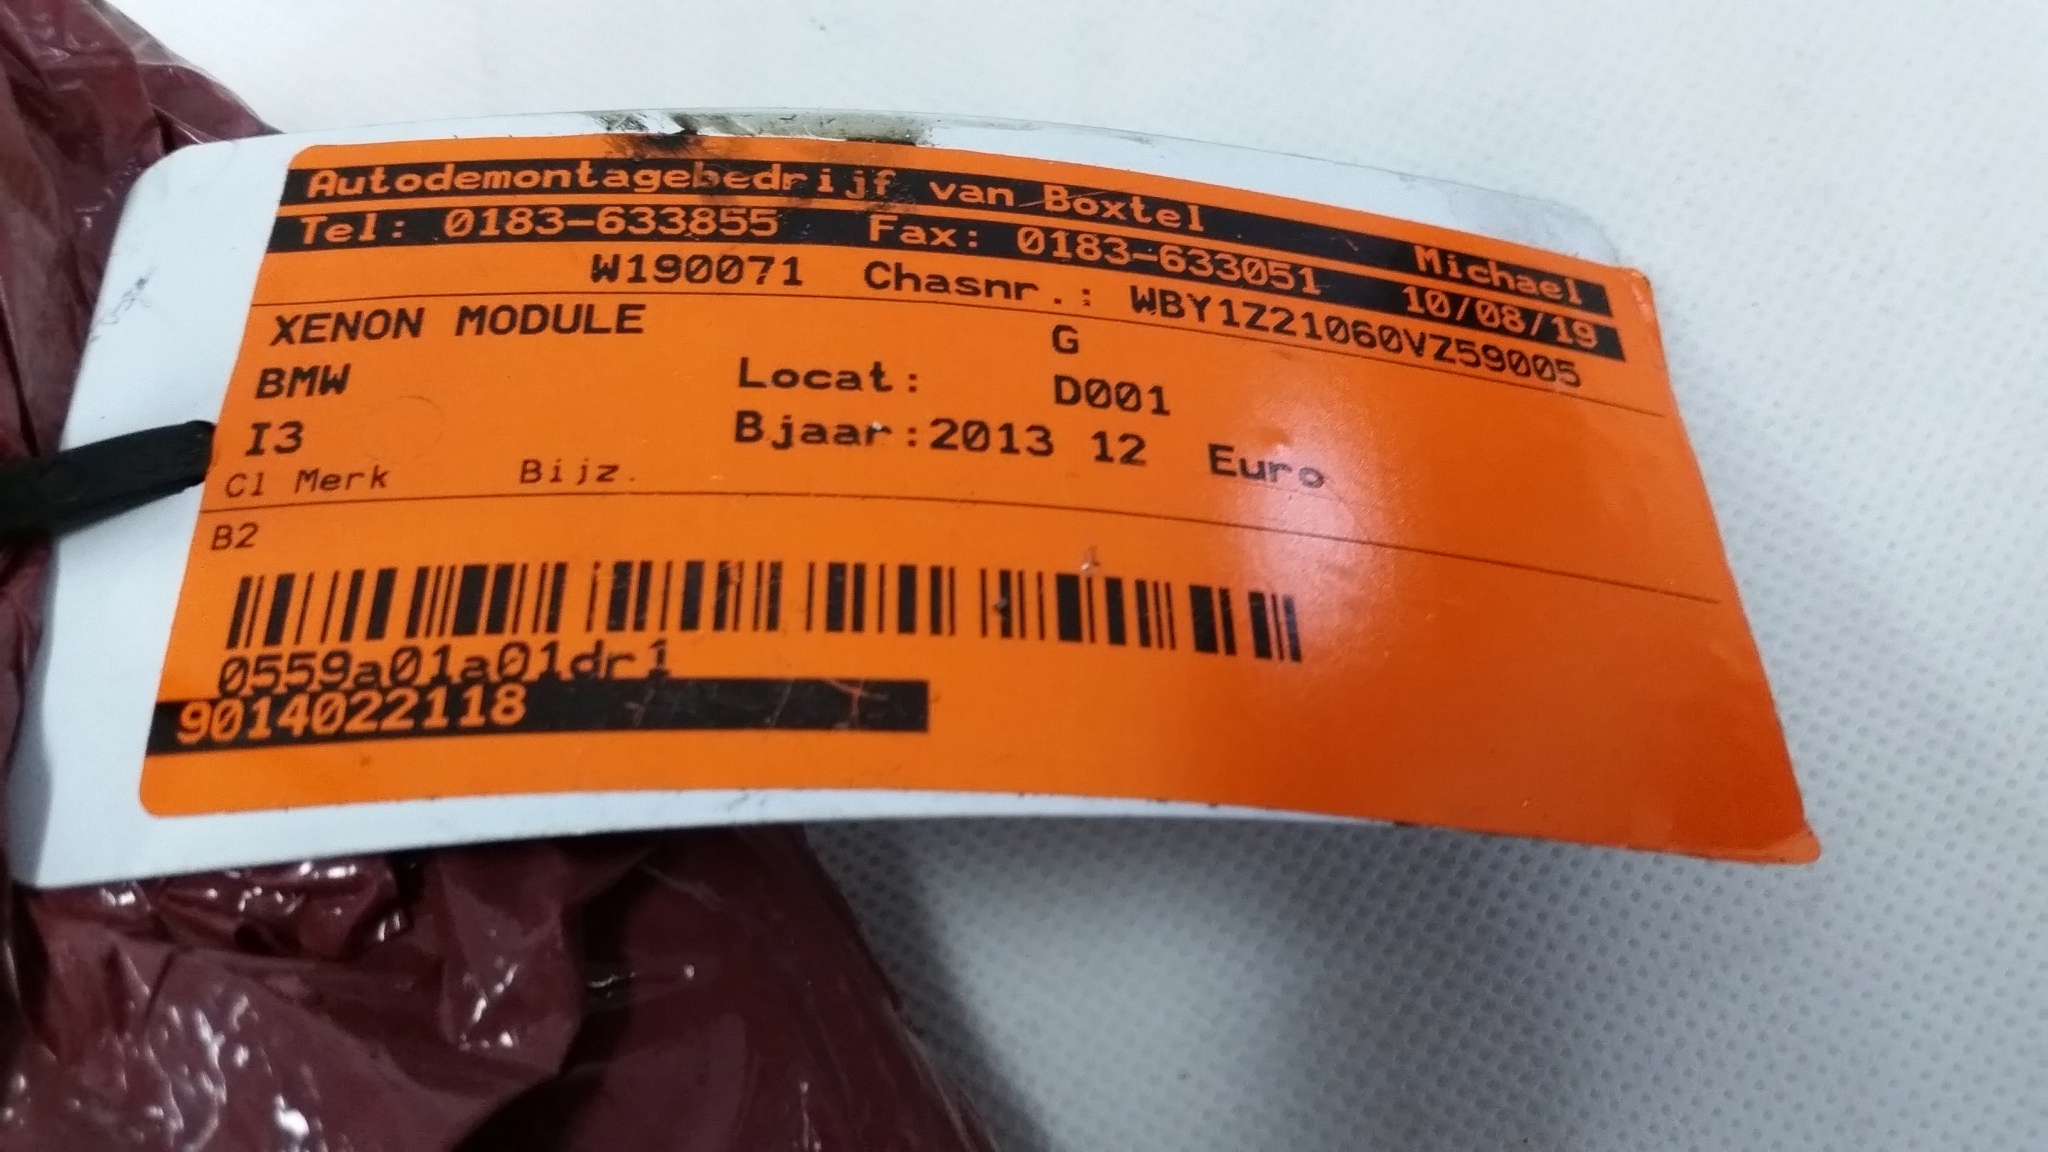 Autodemontagebedrijf van Boxtel Michael
Tel: 0183-633855 Fax: 0183-633051 10/08/19
W190071 Chasnr.: WBY1Z21060VZ59005
XENON MODULE G
BMW Locat: D001
I3 Bjaar:2013 12 Euro
Cl Merk Bijz.
B2
0559a01a01dr1
9014022118